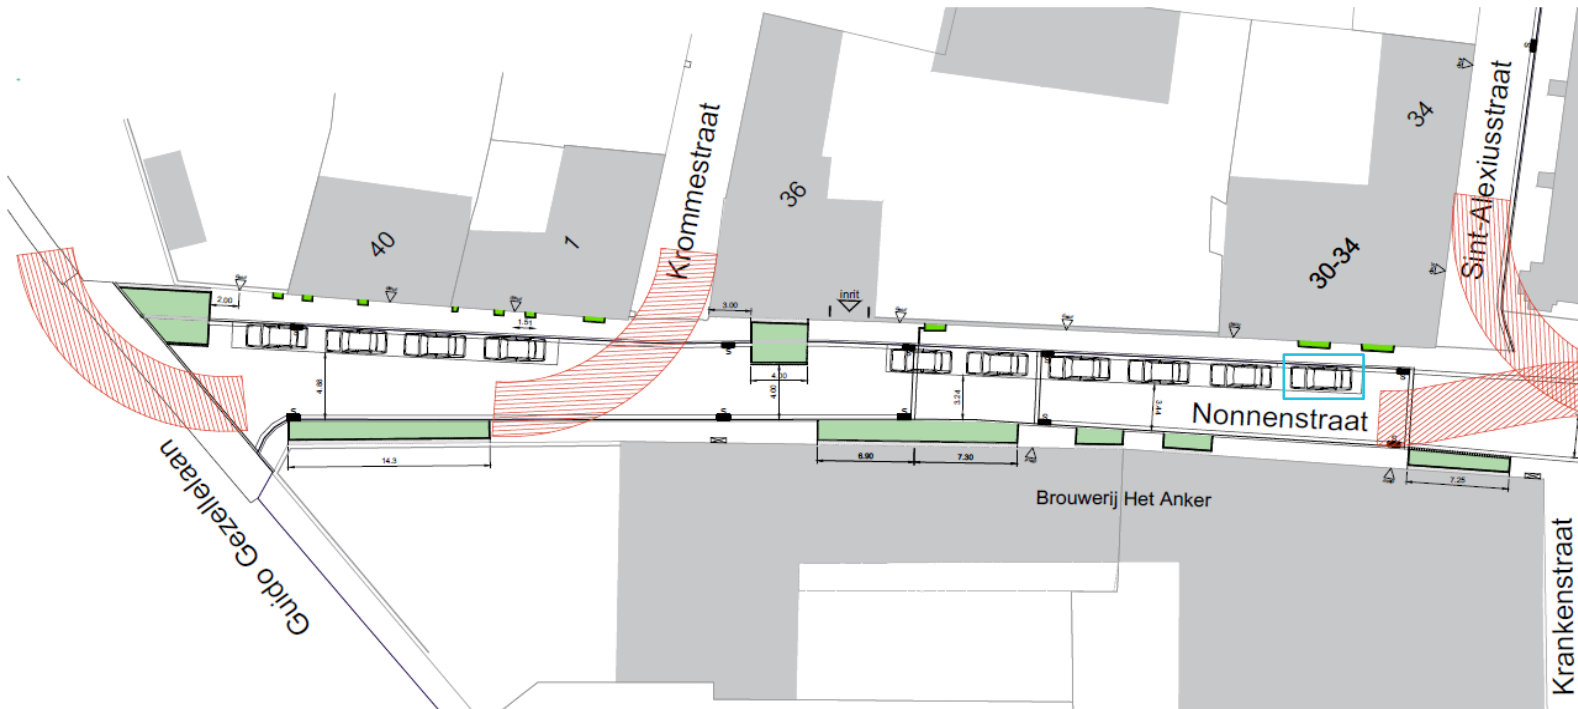 34
Sint-Alexiusstraat
Krommestraat
36
40
1
30-34
2.00
1.51
3.00
inrit
4.00
4.00
4.68
3.24
3.44
Nonnenstraat
14.3
6.90
7.30
7.25
Brouwerij Het Anker
Guido Gezellelaan
Krankenstraat